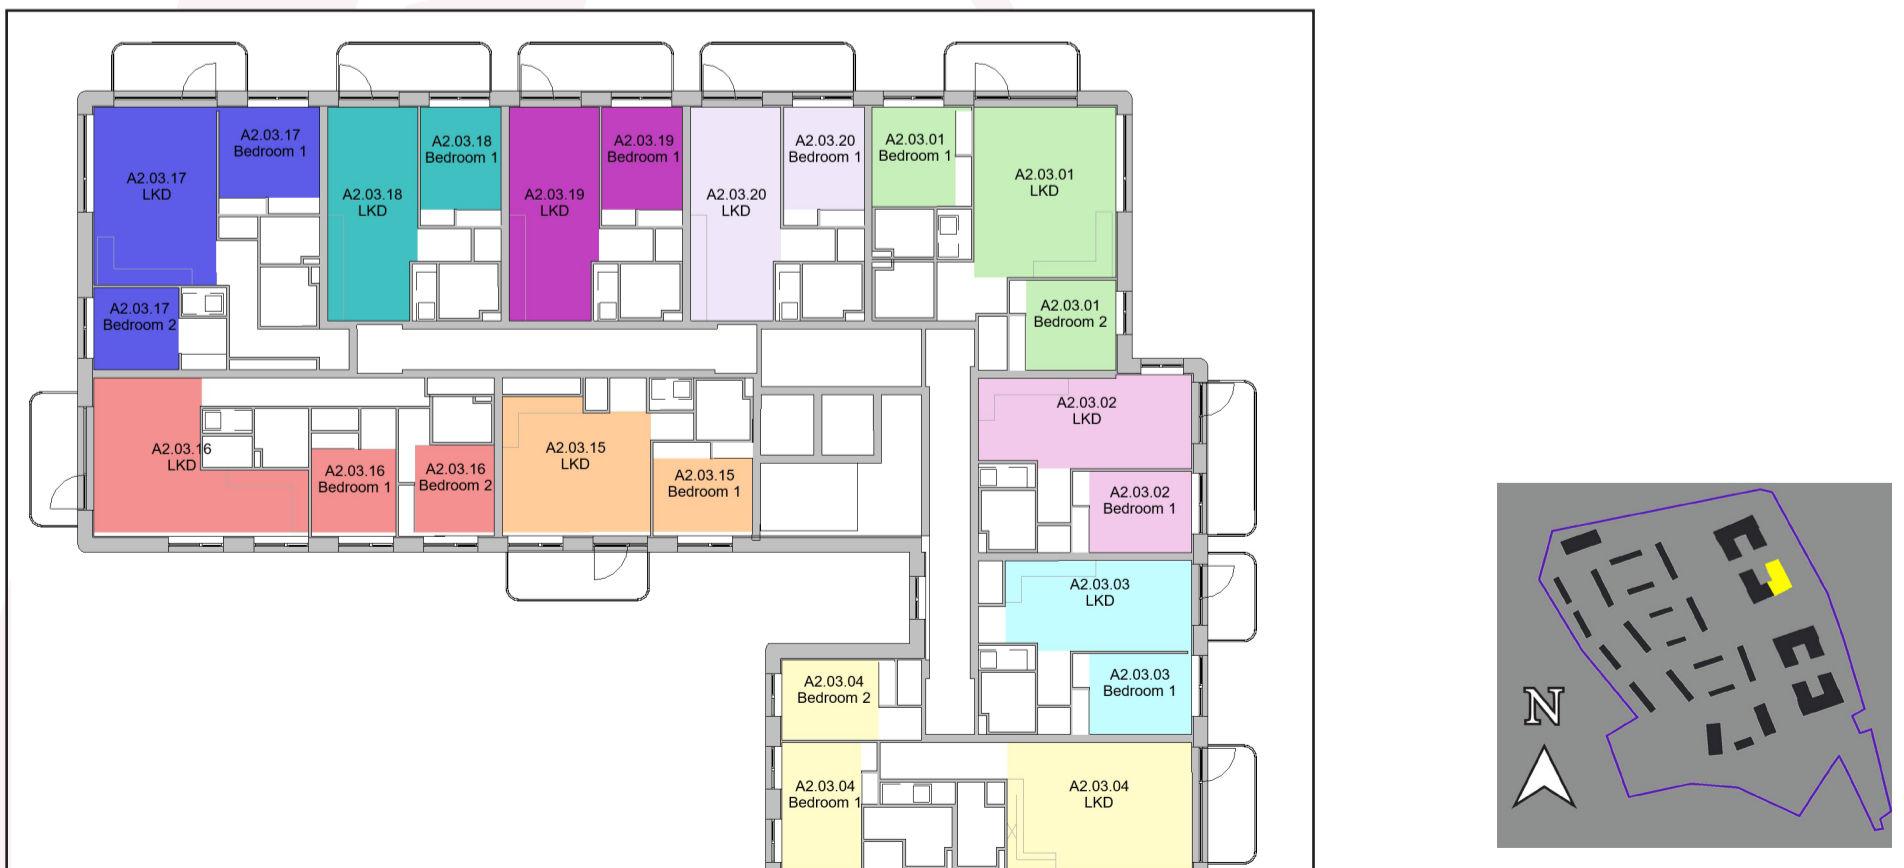 A2.03.17
LKD
A2.03.17
Bedroom 1
A2.03.18
LKD
A2.03.18
Bedroom 1
A2.03.19
LKD
A2.03.19
Bedroom 1
A2.03.20
LKD
A2.03.20
Bedroom 1
A2.03.01
Bedroom 1
A2.03.01
LKD
A2.03.17
Bedroom 2
A2.03.01
Bedroom 2
A2.03.16
LKD
A2.03.16
Bedroom 1
A2.03.16
Bedroom 2
A2.03.15
LKD
A2.03.15
Bedroom 1
A2.03.02
LKD
A2.03.02
Bedroom 1
A2.03.03
LKD
A2.03.03
Bedroom 1
A2.03.04
Bedroom 2
A2.03.04
Bedroom 1
A2.03.04
LKD
N